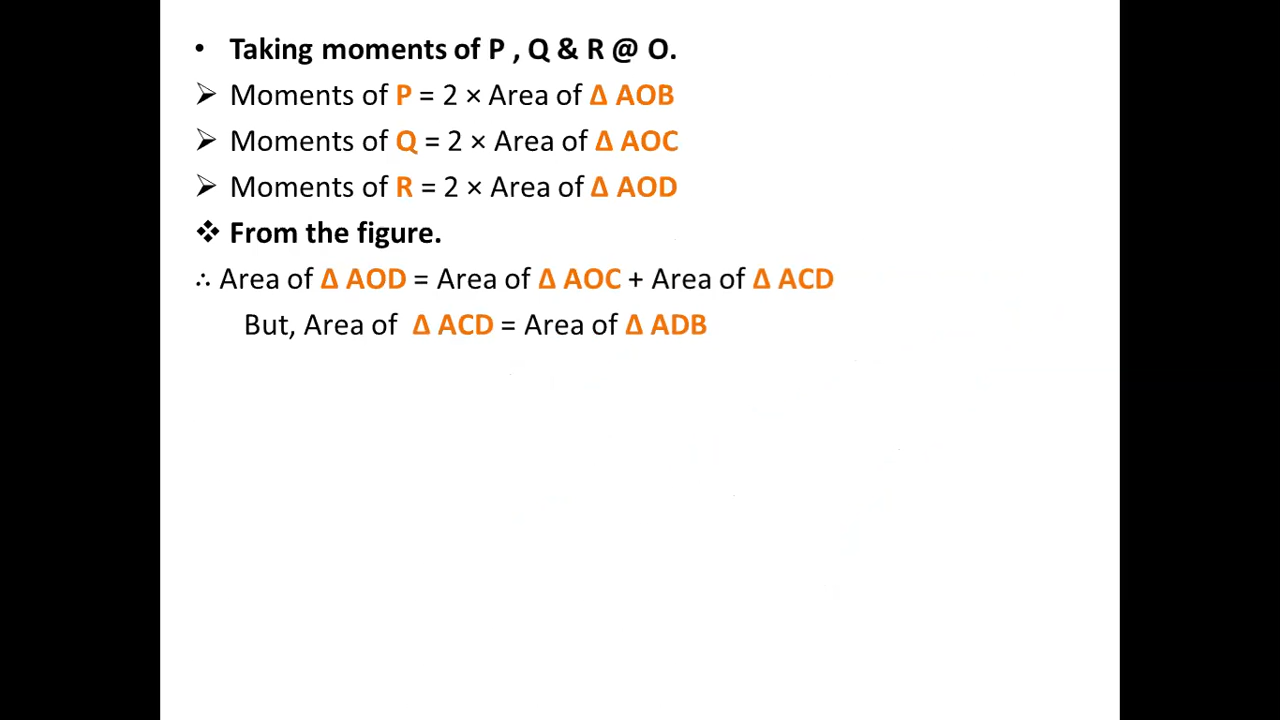 • Taking moments of P , Q & R @ O.
➢ Moments of P = 2 × Area of Δ AOB
➢ Moments of Q = 2 × Area of Δ AOC
➢ Moments of R = 2 × Area of Δ AOD
❖ From the figure.
∴ Area of Δ AOD = Area of Δ AOC + Area of Δ ACD
But, Area of Δ ACD = Area of Δ ADB